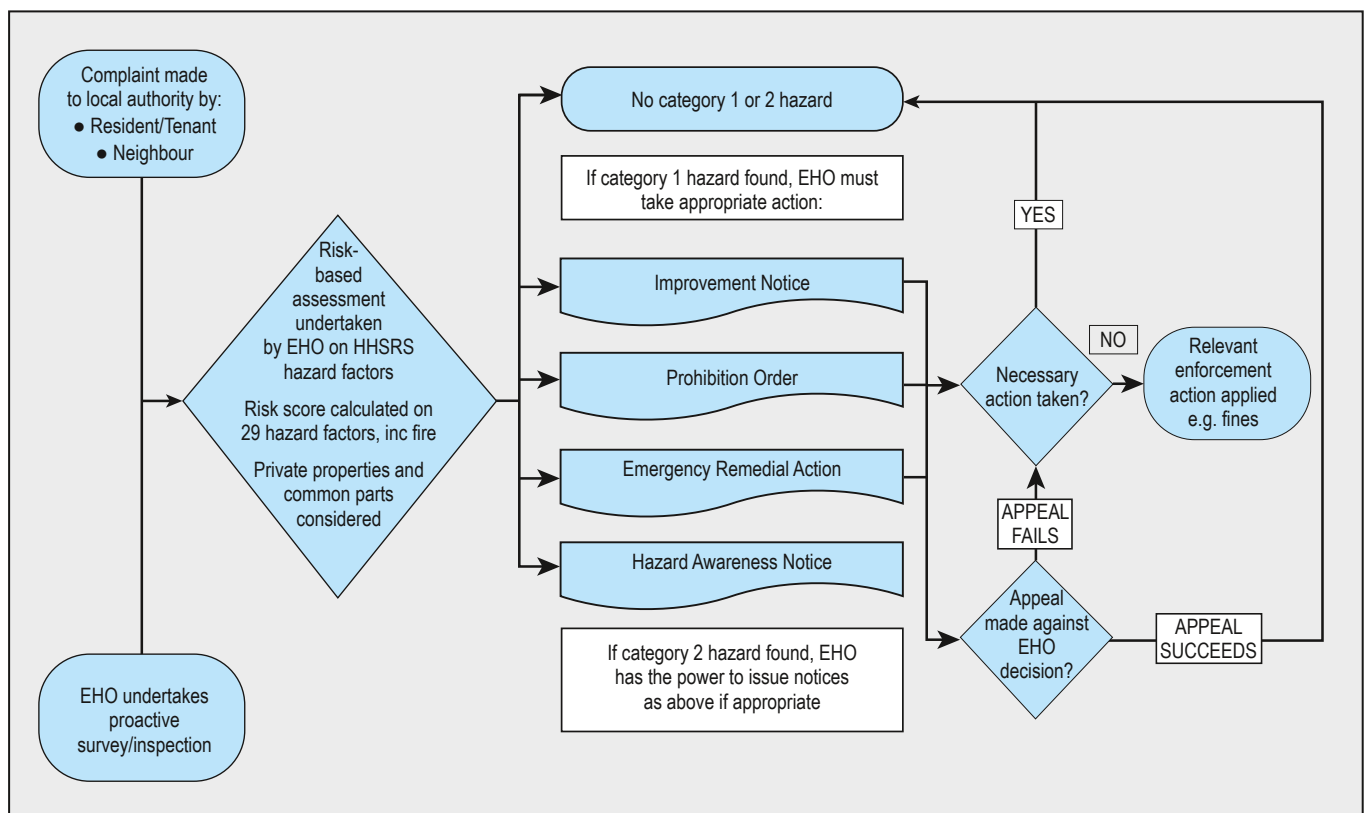 Complaint made
to local authority by:
● Resident/Tenant
● Neighbour
EHO undertakes
proactive
survey/inspection
Risk-
based
assessment
undertaken
by EHO on HHSRS
hazard factors
Risk score calculated on
29 hazard factors, inc fire
Private properties and
common parts
considered
No category 1 or 2 hazard
If category 1 hazard found, EHO must
take appropriate action:
Improvement Notice
Prohibition Order
Emergency Remedial Action
Hazard Awareness Notice
If category 2 hazard found, EHO
has the power to issue notices
as above if appropriate
YES
Necessary
action taken?
NO
Relevant
enforcement
action applied
e.g. fines
APPEAL
FAILS
Appeal
made against
EHO
decision?
APPEAL
SUCCEEDS